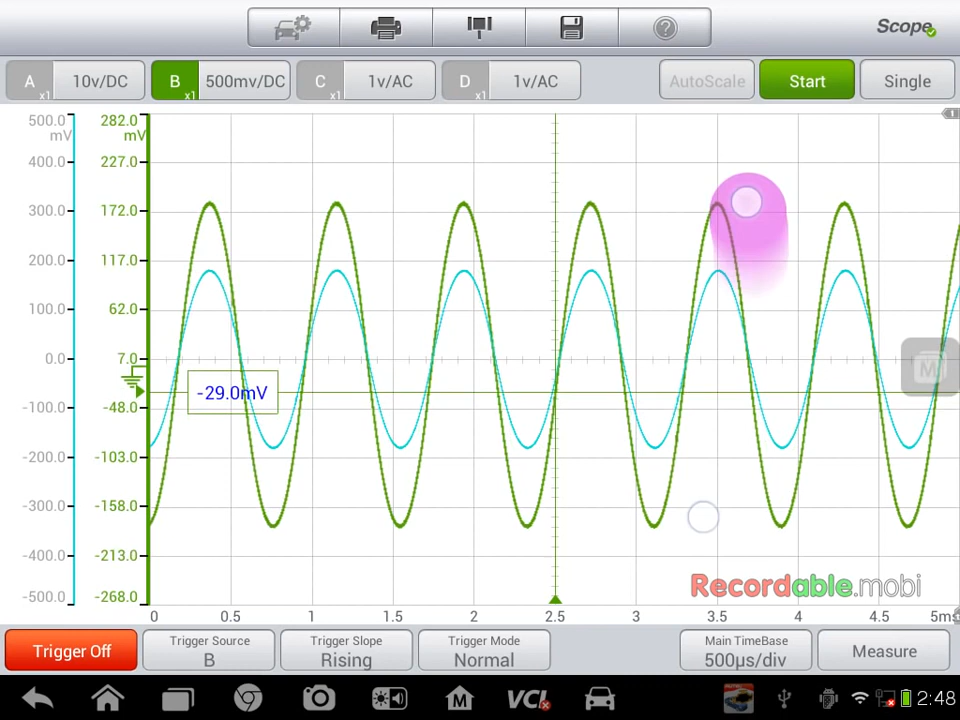 Scope
A x1 10v/DC B x1 500mv/DC C x1 1v/AC D x1 1v/AC AutoScale Start Single
500.0 282.0
mV mV
400.0 227.0
300.0 172.0
200.0 117.0
100.0 62.0
0.0 7.0
M
-29.0mV
-100.0 -48.0
-200.0 -103.0
-300.0 -158.0
-400.0 -213.0
Recordable.mobi
-500.0 -268.0
0 0.5 1 1.5 2 2.5 3 3.5 4 4.5 5ms
Trigger Off Trigger Source Trigger Slope Trigger Mode Main TimeBase Measure
B Rising Normal 500µs/div
M VCI 2:48